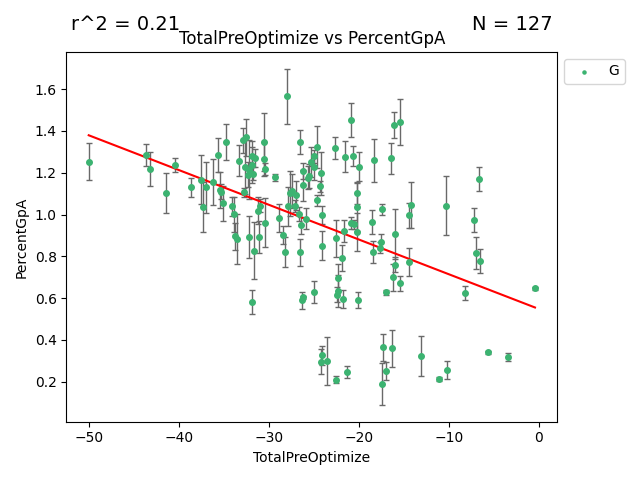 r^2 = 0.21
N = 127
TotalPreOptimize vs PercentGpA
G
1.6
1.4
1.2
1.0
0.8
0.6
0.4
0.2
PercentGpA
−50
−40
−30
−20
−10
0
TotalPreOptimize